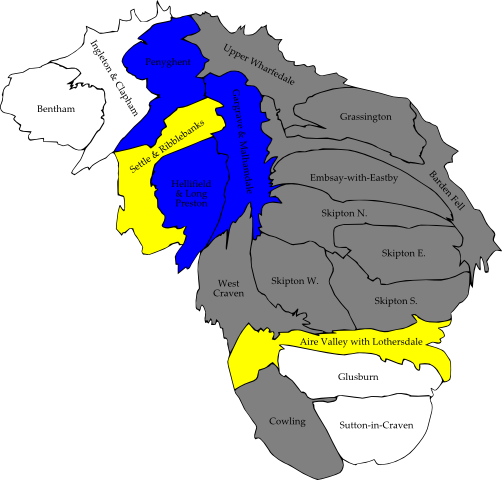 Upper Wharfedale
Penyghent
Ingleton & Clapham
Bentham
Grassington
Settle & Ribblebanks
Gargrave & Malhamdale
Embsay-with-Eastby
Barden Fell
Hellifield
& Long
Preston
Skipton N.
Skipton E.
West
Craven
Skipton W.
Skipton S.
Aire Valley with Lothersdale
Glusburn
Cowling
Sutton-in-Craven